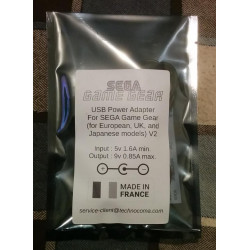 SEGA
GAME GEAR
USB Power Adapter
For SEGA Game Gear
(for European, UK, and
Japanese models) V2
Input : 5v 1.6A min.
Output : 9v 0.85A max.
- +
MADE IN
FRANCE
service-client@technocoma.com